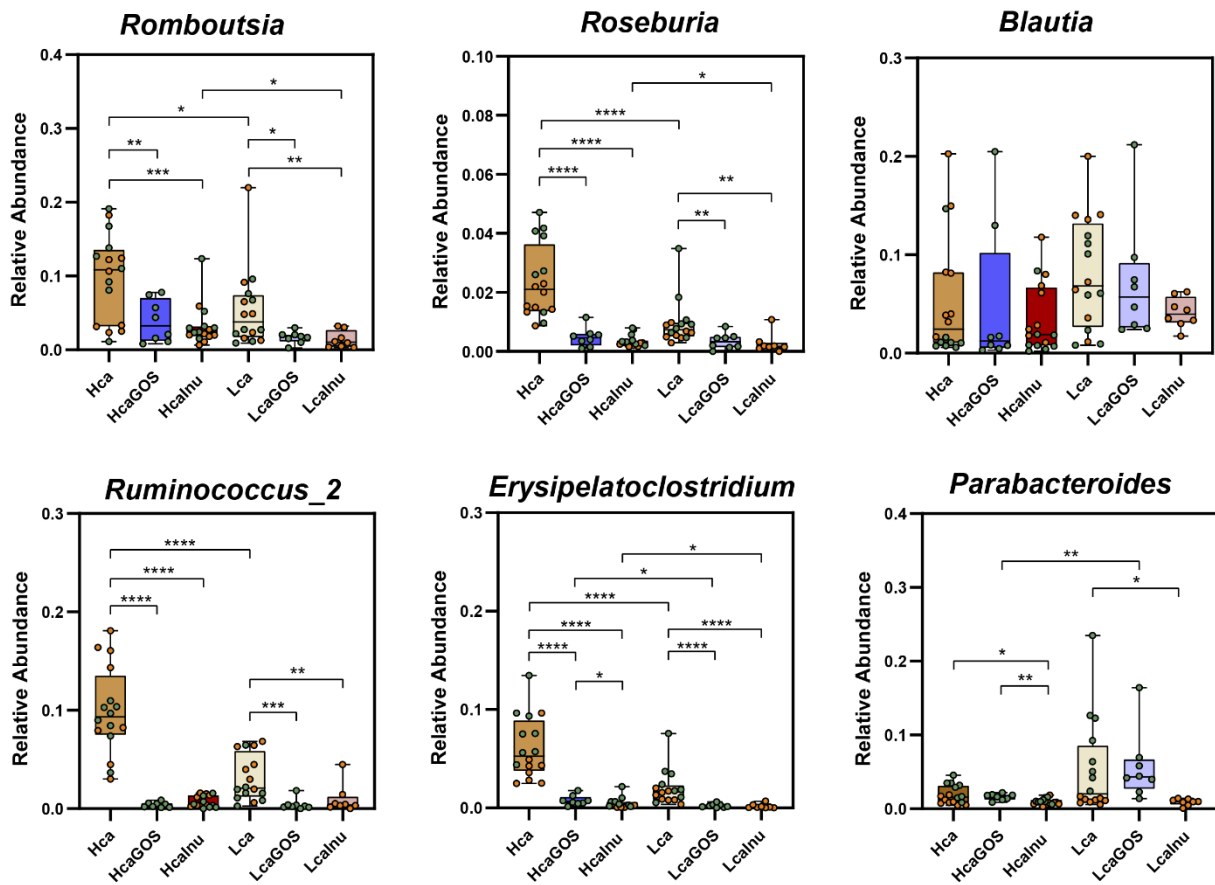 Romboutsia
Relative Abundance
0.4
0.3
0.2
0.1
0.0
*
*
**
*
***
**
Hca
HcaGOS
HcaInu
Lca
LcaGOS
LcaInu
Roseburia
Relative Abundance
0.10
0.08
0.06
0.04
0.02
0.00
*
****
****
****
**
**
Hca
HcaGOS
HcaInu
Lca
LcaGOS
LcaInu
Blautia
Relative Abundance
0.3
0.2
0.1
0.0
Hca
HcaGOS
HcaInu
Lca
LcaGOS
LcaInu
Ruminococcus_2
Relative Abundance
0.3
0.2
0.1
0.0
****
****
****
**
***
Hca
HcaGOS
HcaInu
Lca
LcaGOS
LcaInu
Erysipelatoclostridium
Relative Abundance
0.3
0.2
0.1
0.0
*
*
****
****
****
****
****
*
Hca
HcaGOS
HcaInu
Lca
LcaGOS
LcaInu
Parabacteroides
Relative Abundance
0.4
0.3
0.2
0.1
0.0
**
*
*
**
Hca
HcaGOS
HcaInu
Lca
LcaGOS
LcaInu